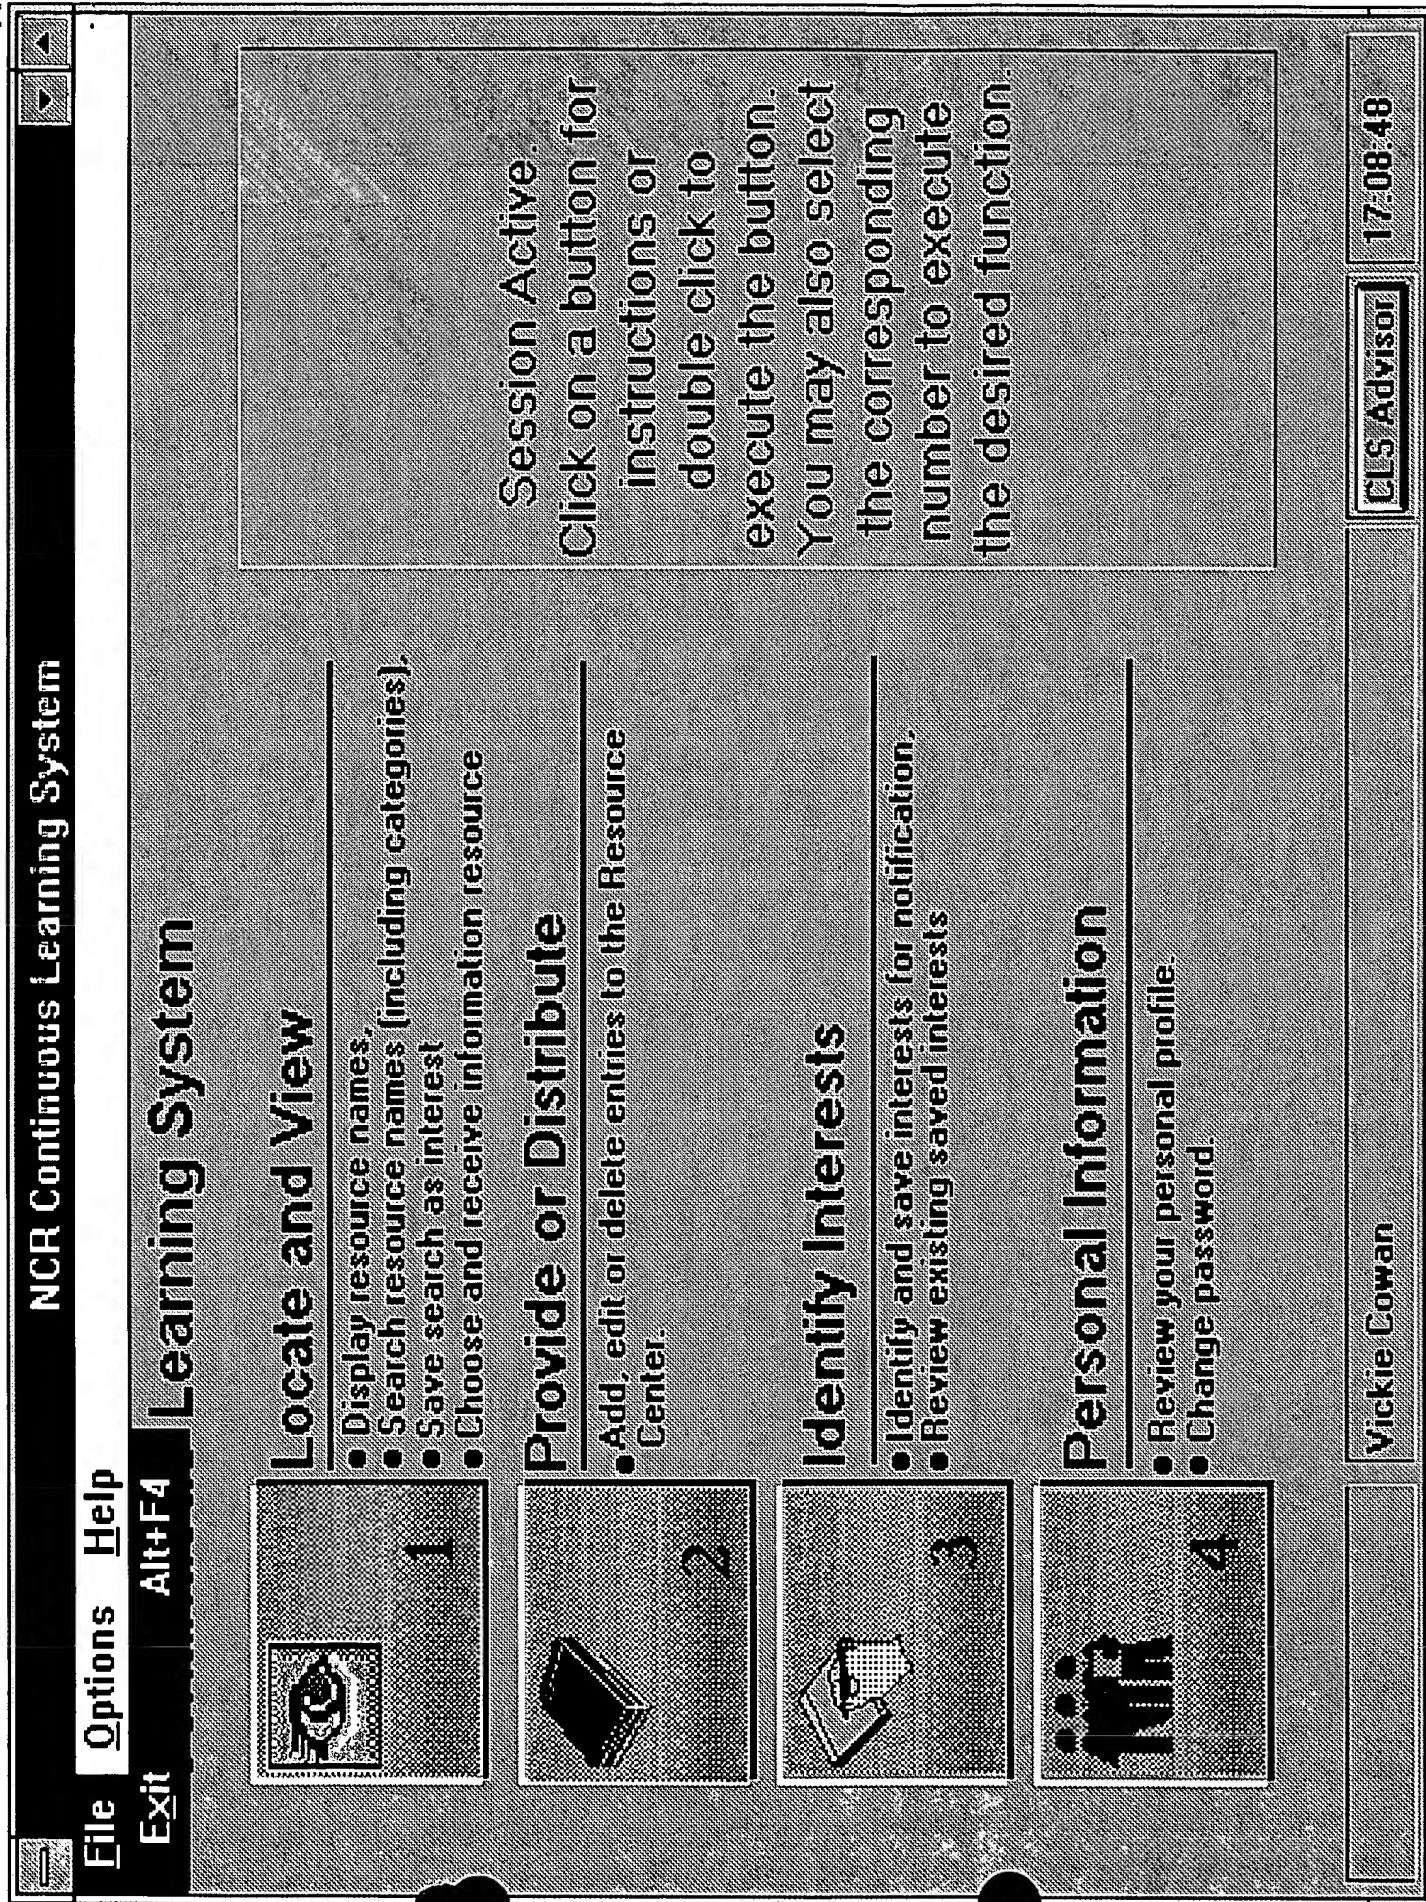 NCR Continuous Learning System
File Options Help
Exit Alt+F4
Learning System
1
Locate and View
● Display resource names.
● Search resource names (including categories).
● Save search as interest
● Choose and receive information resource
2
Provide or Distribute
● Add, edit or delete entries to the Resource
Center.
3
Identify Interests
● Identify and save interests for notification.
● Review existing saved interests
4
Personal Information
● Review your personal profile.
● Change password.
Session Active.
Click on a button for
instructions or
double click to
execute the button.
You may also select
the corresponding
number to execute
the desired function.
Vickie Cowan
CLS Advisor
17:08:48